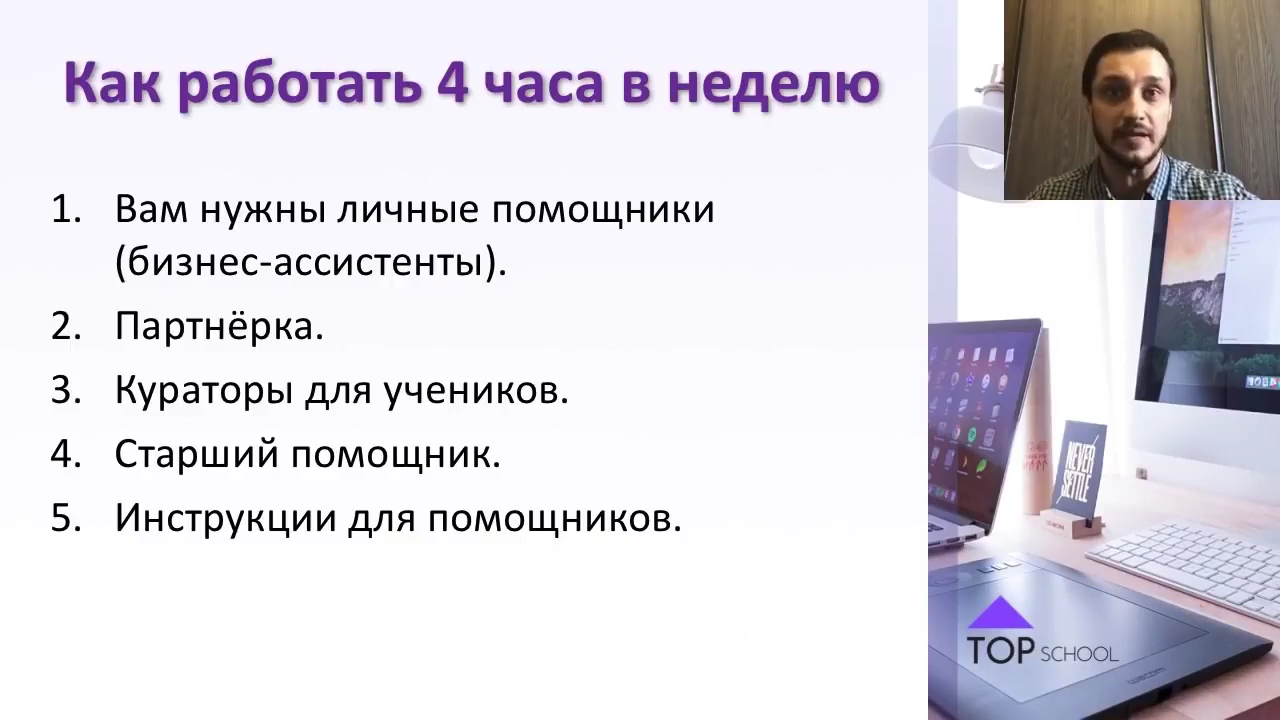 Как работать 4 часа в неделю
1. Вам нужны личные помощники
(бизнес-ассистенты).
2. Партнёрка.
3. Кураторы для учеников.
4. Старший помощник.
5. Инструкции для помощников.
NEVER
SETTLE
TOP SCHOOL
wacom